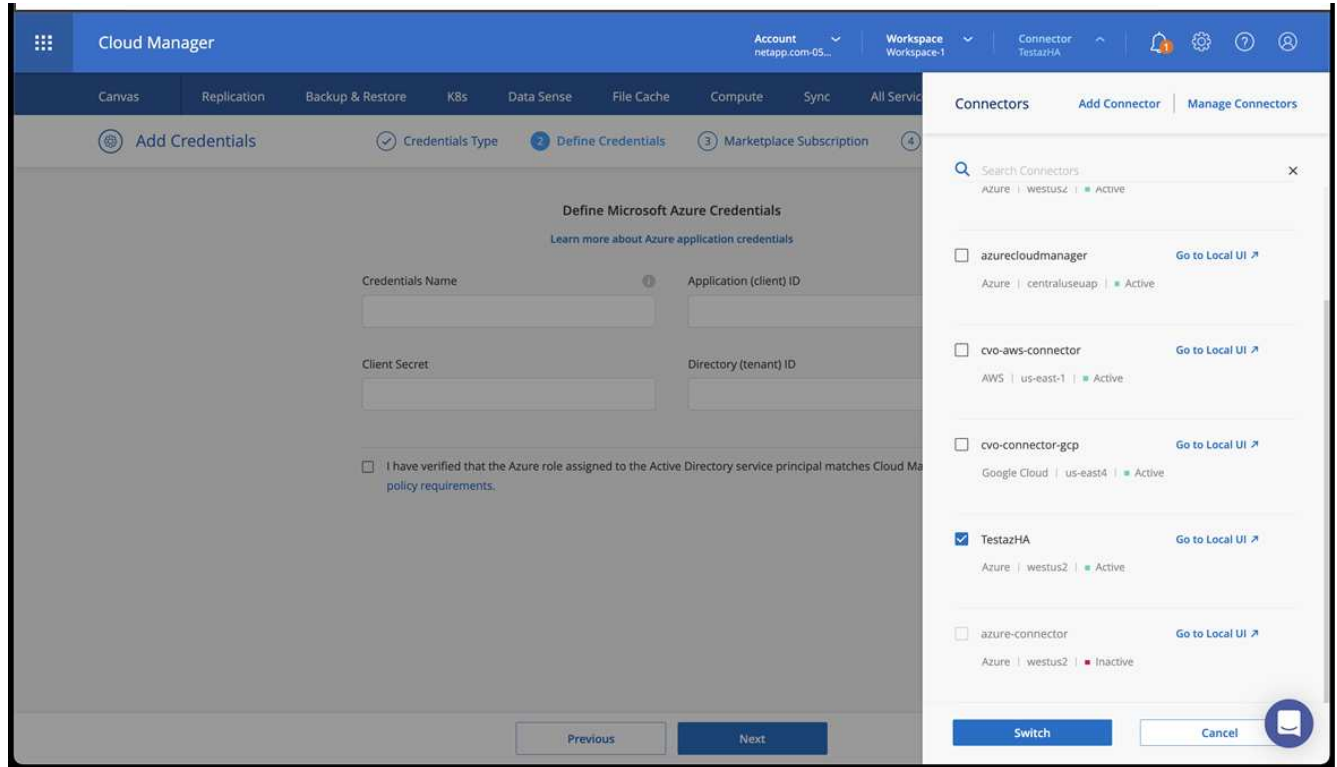 Cloud Manager
Account
netapp.com-05...
Workspace
Workspace-1
Connector
TestazHA
1
Canvas
Replication
Backup & Restore
K8s
Data Sense
File Cache
Compute
Sync
All Servic
Add Credentials
Credentials Type
2 Define Credentials
3 Marketplace Subscription
4
Define Microsoft Azure Credentials
Learn more about Azure application credentials
Credentials Name
Application (client) ID
Client Secret
Directory (tenant) ID
I have verified that the Azure role assigned to the Active Directory service principal matches Cloud Ma
policy requirements.
Previous
Next
Connectors
Add Connector | Manage Connectors
Search Connectors
Azure | westus2 | Active
azurecloudmanager
Go to Local UI
Azure | centraluseuap | Active
cvo-aws-connector
Go to Local UI
AWS | us-east-1 | Active
cvo-connector-gcp
Go to Local UI
Google Cloud | us-east4 | Active
TestazHA
Go to Local UI
Azure | westus2 | Active
azure-connector
Go to Local UI
Azure | westus2 | Inactive
Switch
Cancel